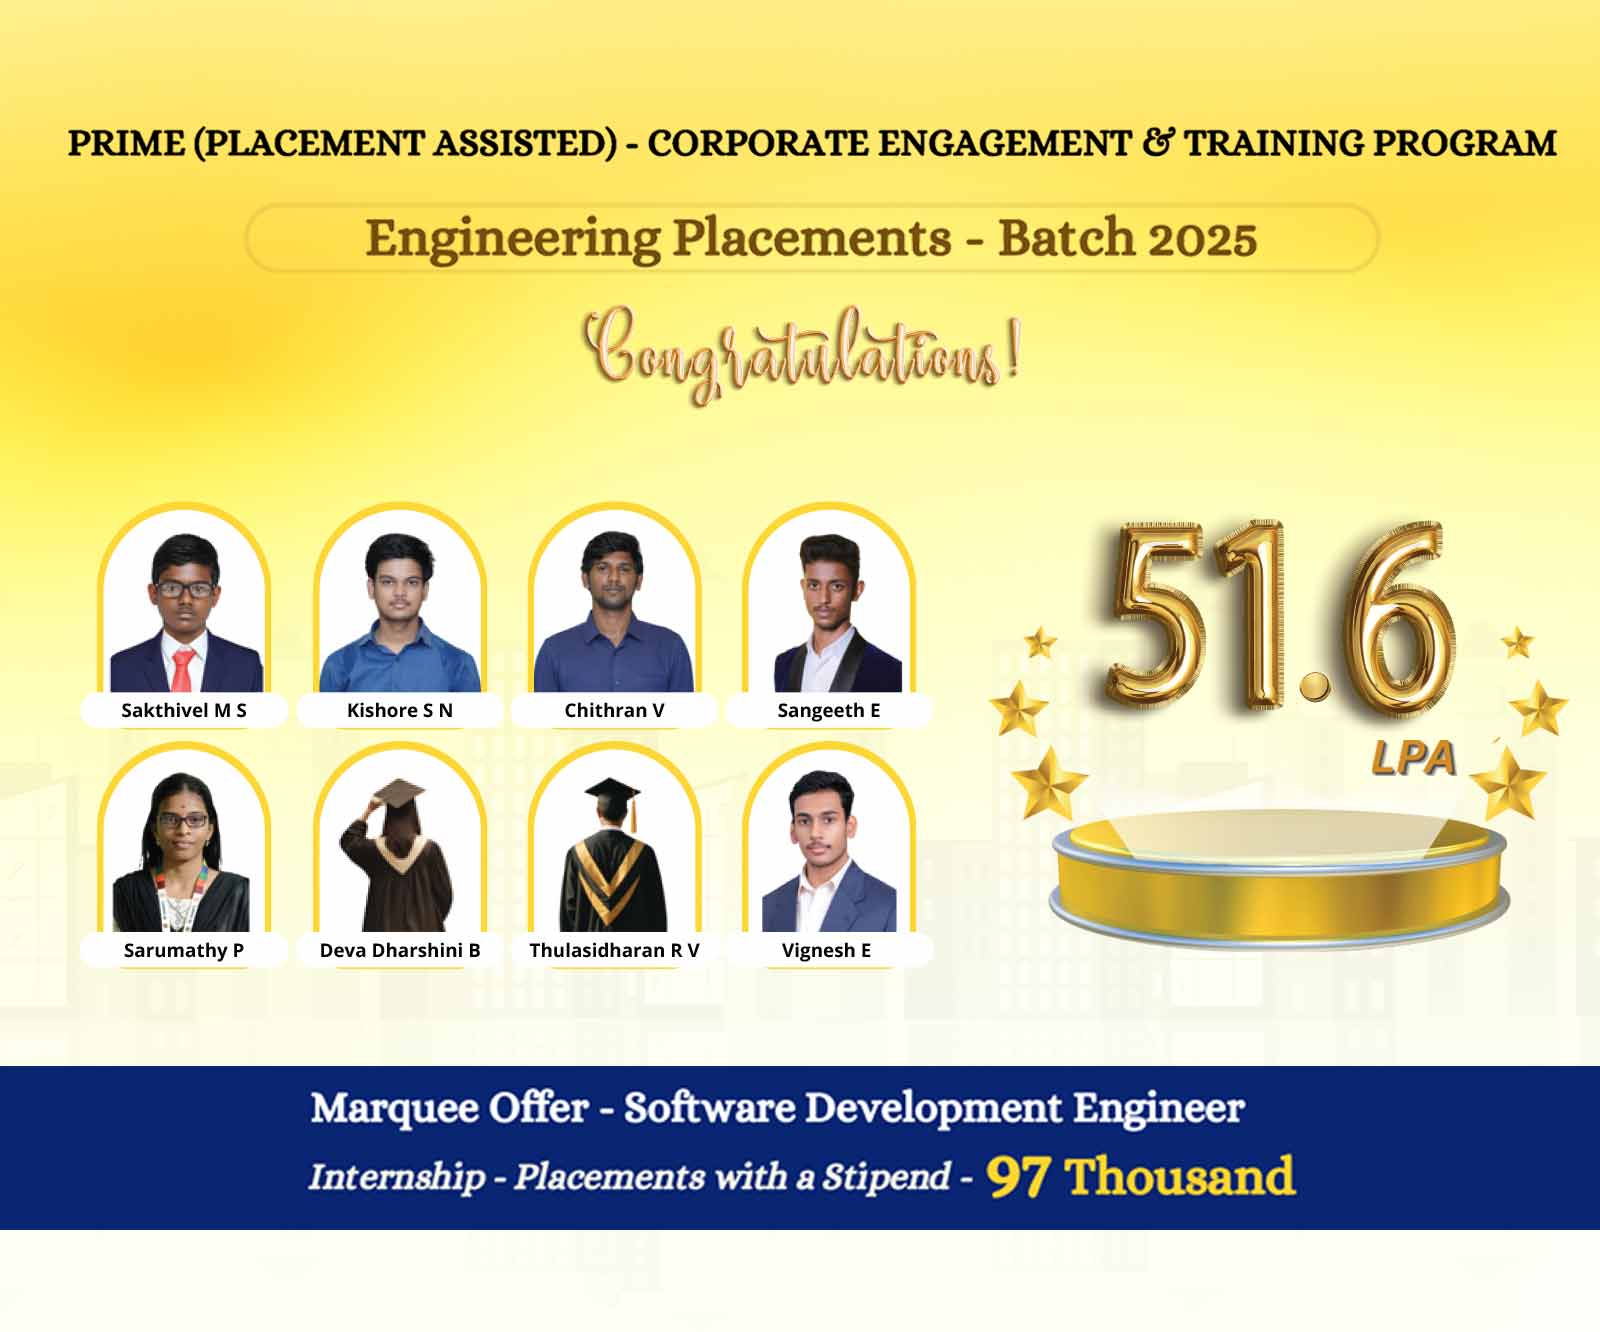 PRIME (PLACEMENT ASSISTED) - CORPORATE ENGAGEMENT & TRAINING PROGRAM
Engineering Placements - Batch 2025
Congratulations!
51.6
LPA
Sakthivel M S
Kishore S N
Chithran V
Sangeeth E
Sarumathy P
Deva Dharshini B
Thulasidharan R V
Vignesh E
Marquee Offer - Software Development Engineer
Internship - Placements with a Stipend - 97 Thousand